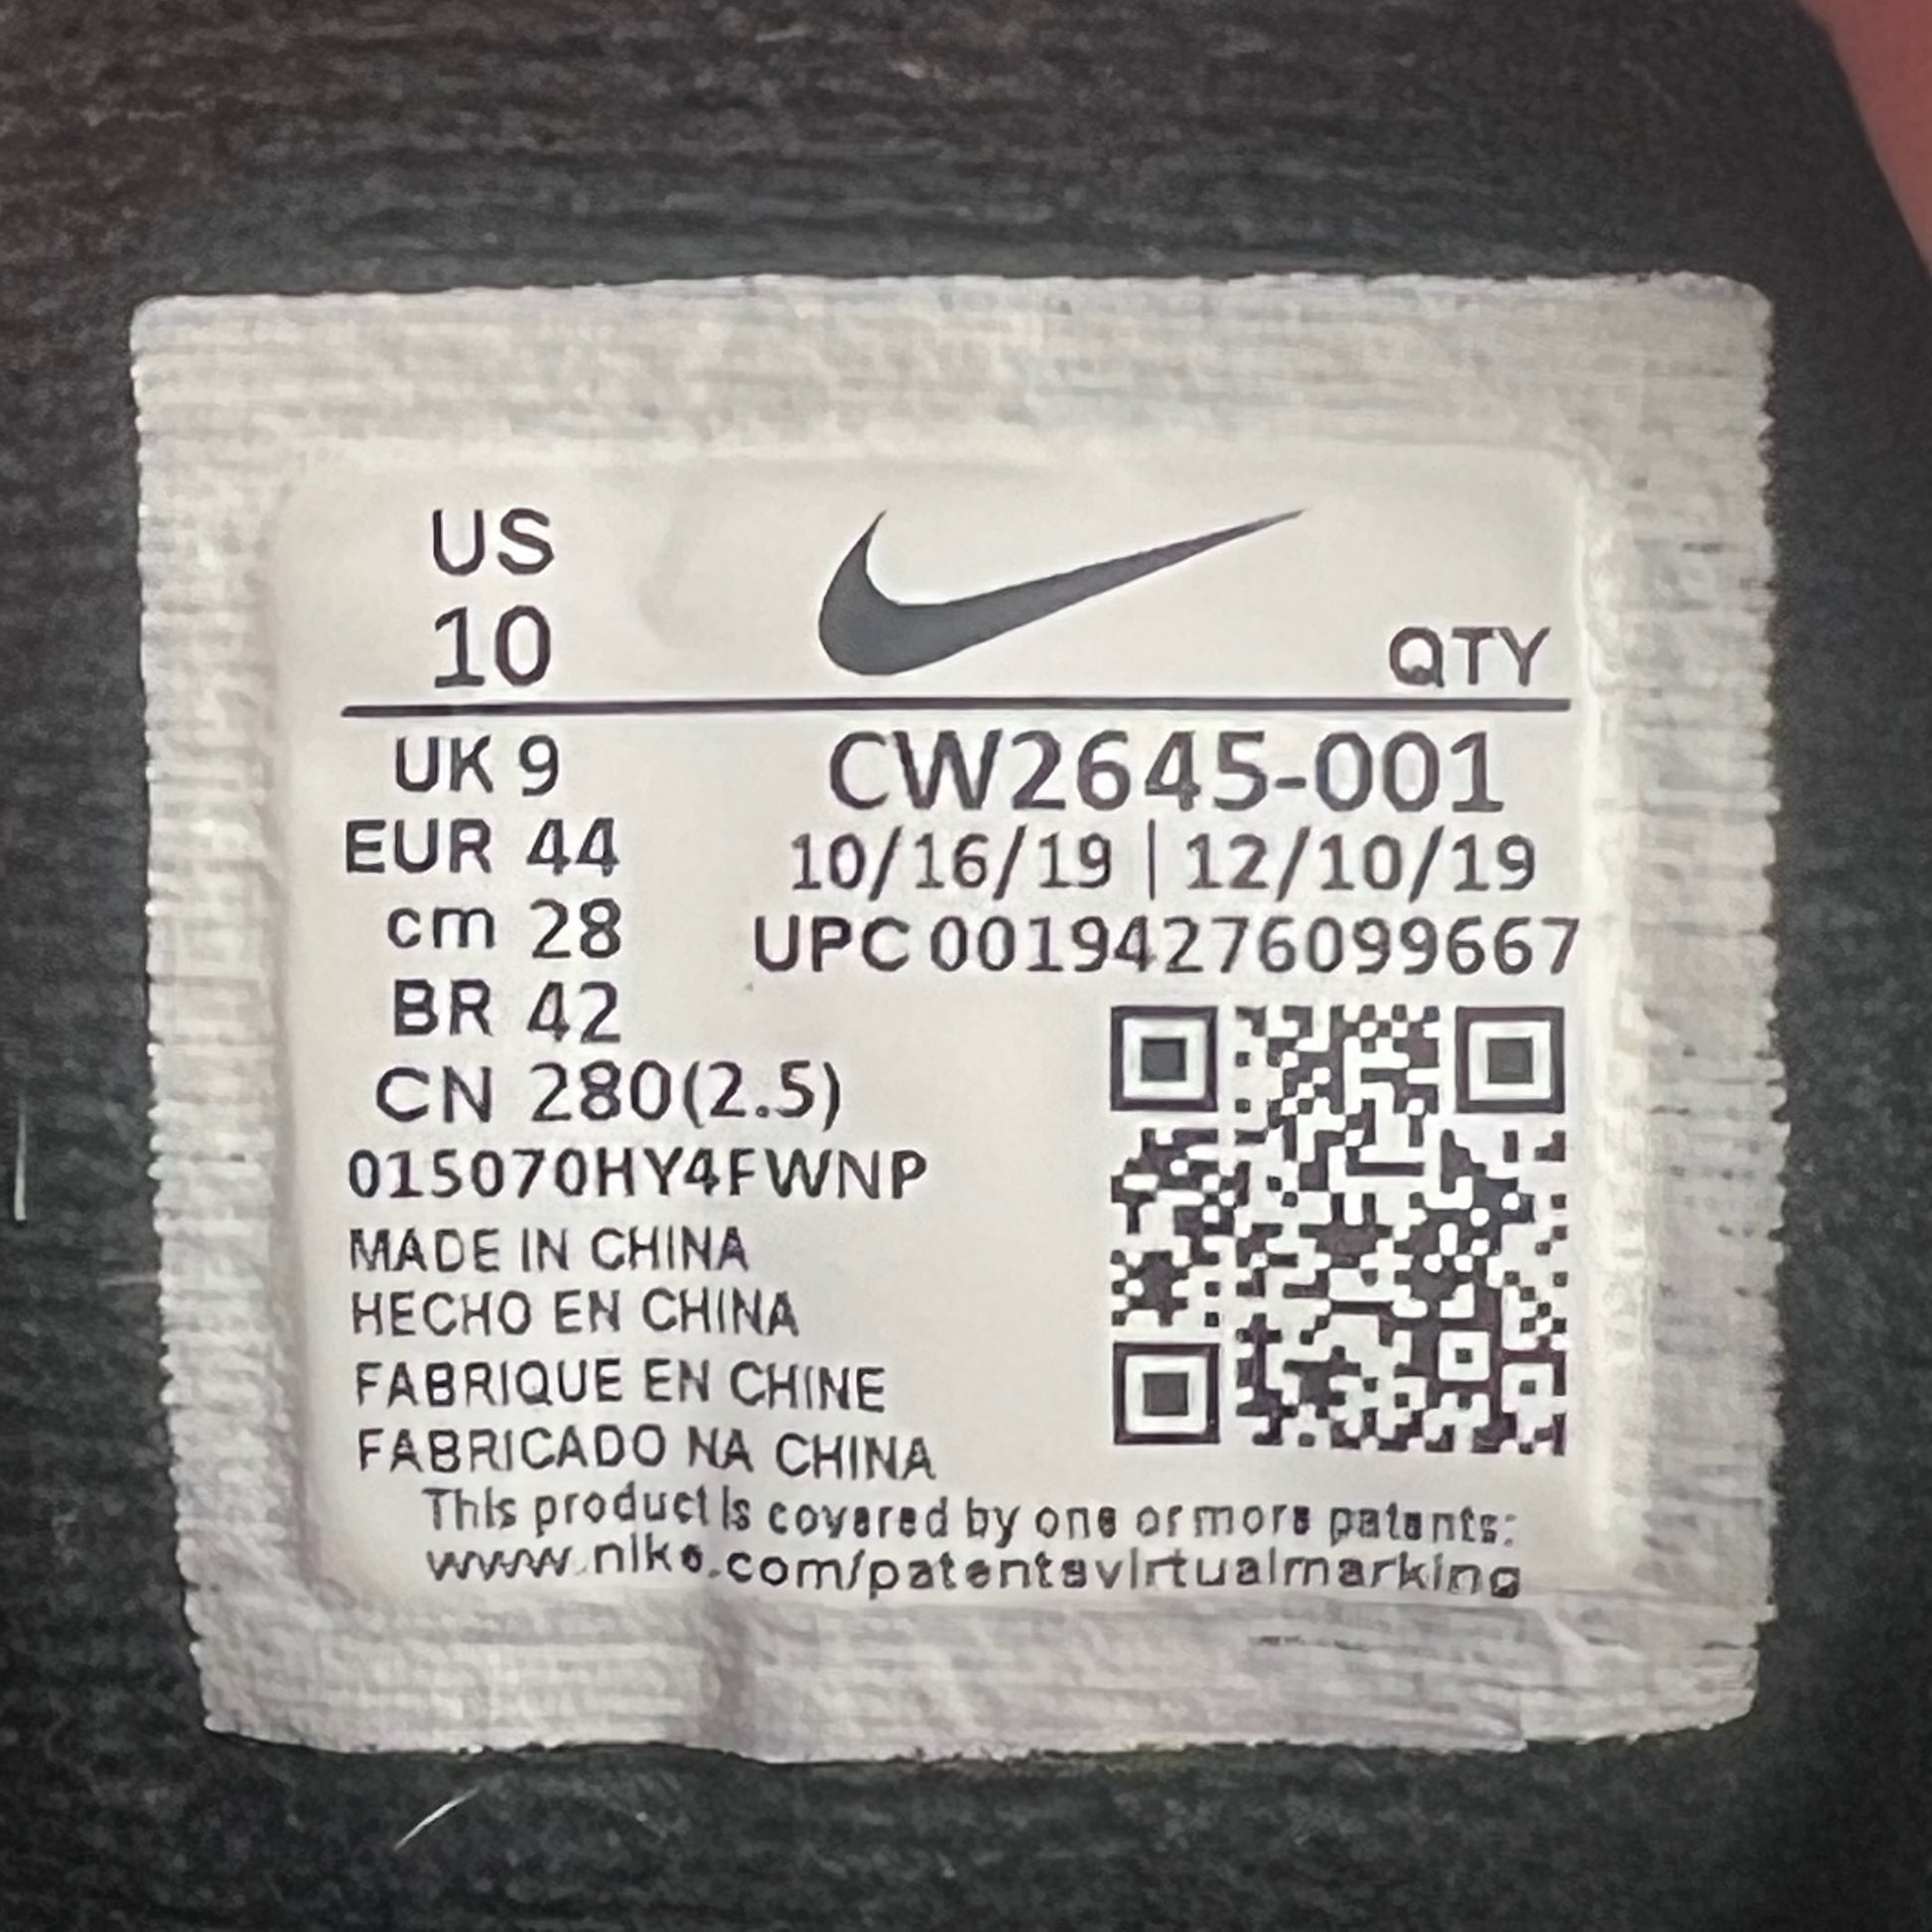 US
10
QTY
UK 9
CW2645-001
EUR 44
10/16/19 | 12/10/19
cm 28
UPC 00194276099667
BR 42
CN 280(2.5)
015070HY4FWNP
MADE IN CHINA
HECHO EN CHINA
FABRIQUE EN CHINE
FABRICADO NA CHINA
This product is covered by one or more patents:
www.nike.com/patentsvirtualmarking